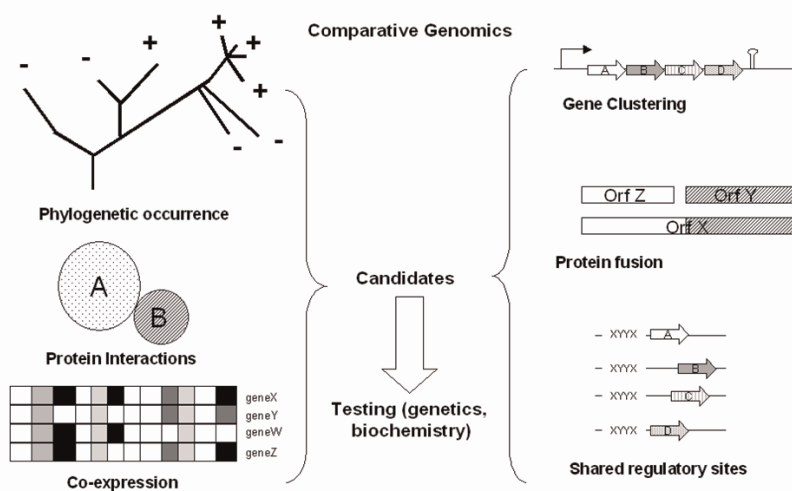 Comparative Genomics
- - + + + + - -
Phylogenetic occurrence
A
B
Protein Interactions
geneX
geneY
geneW
geneZ
Co-expression
Candidates
Testing (genetics,
biochemistry)
A B C D
Gene Clustering
Orf Z Orf Y
Orf X
Protein fusion
- XYYX A
- XYYX B
- XYYX C
- XYYX D
Shared regulatory sites